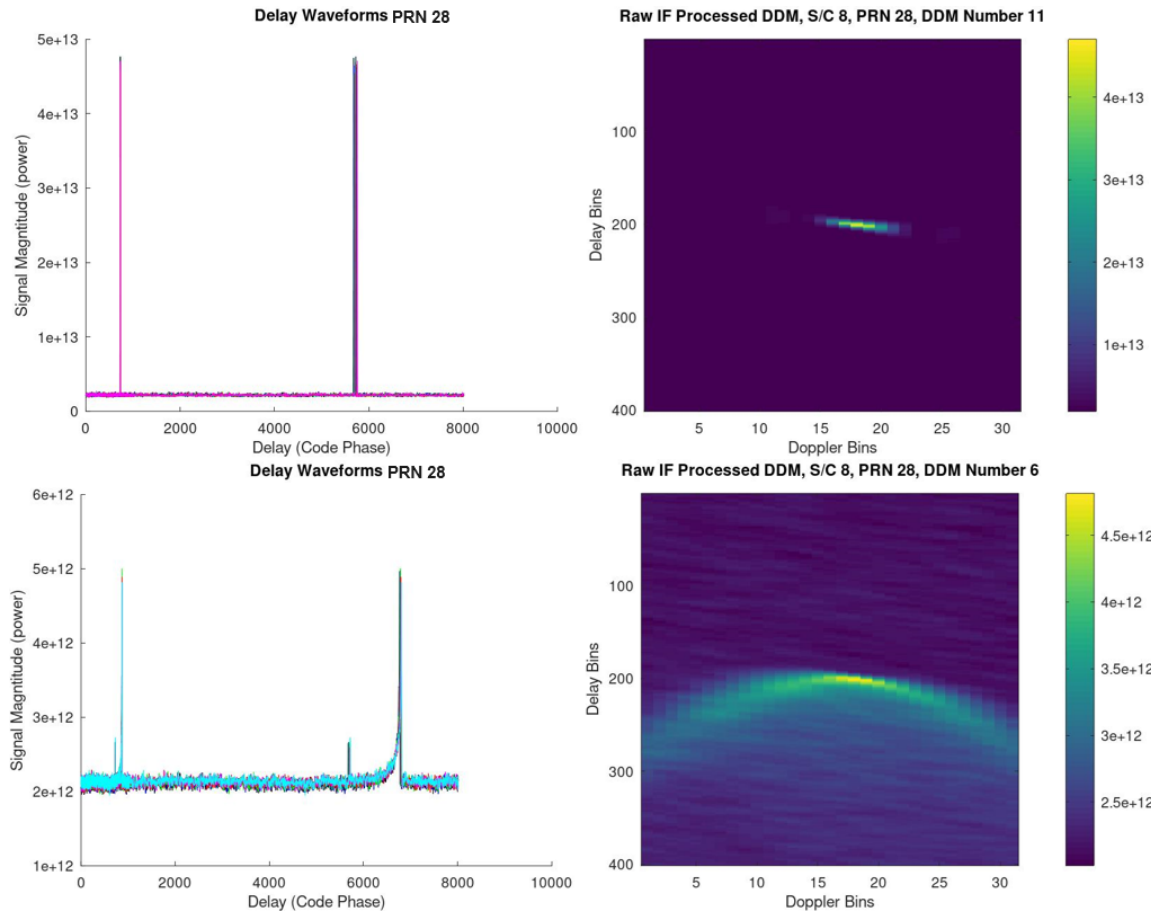 Delay Waveforms PRN 28
5e+13
4e+13
3e+13
2e+13
1e+13
0
Signal Magntitude (power)
0 2000 4000 6000 8000 10000
Delay (Code Phase)
Raw IF Processed DDM, S/C 8, PRN 28, DDM Number 11
100
200
300
400
Delay Bins
5 10 15 20 25 30
Doppler Bins
4e+13
3e+13
2e+13
1e+13
Delay Waveforms PRN 28
6e+12
5e+12
4e+12
3e+12
2e+12
1e+12
Signal Magntitude (power)
0 2000 4000 6000 8000 10000
Delay (Code Phase)
Raw IF Processed DDM, S/C 8, PRN 28, DDM Number 6
100
200
300
400
Delay Bins
5 10 15 20 25 30
Doppler Bins
4.5e+12
4e+12
3.5e+12
3e+12
2.5e+12